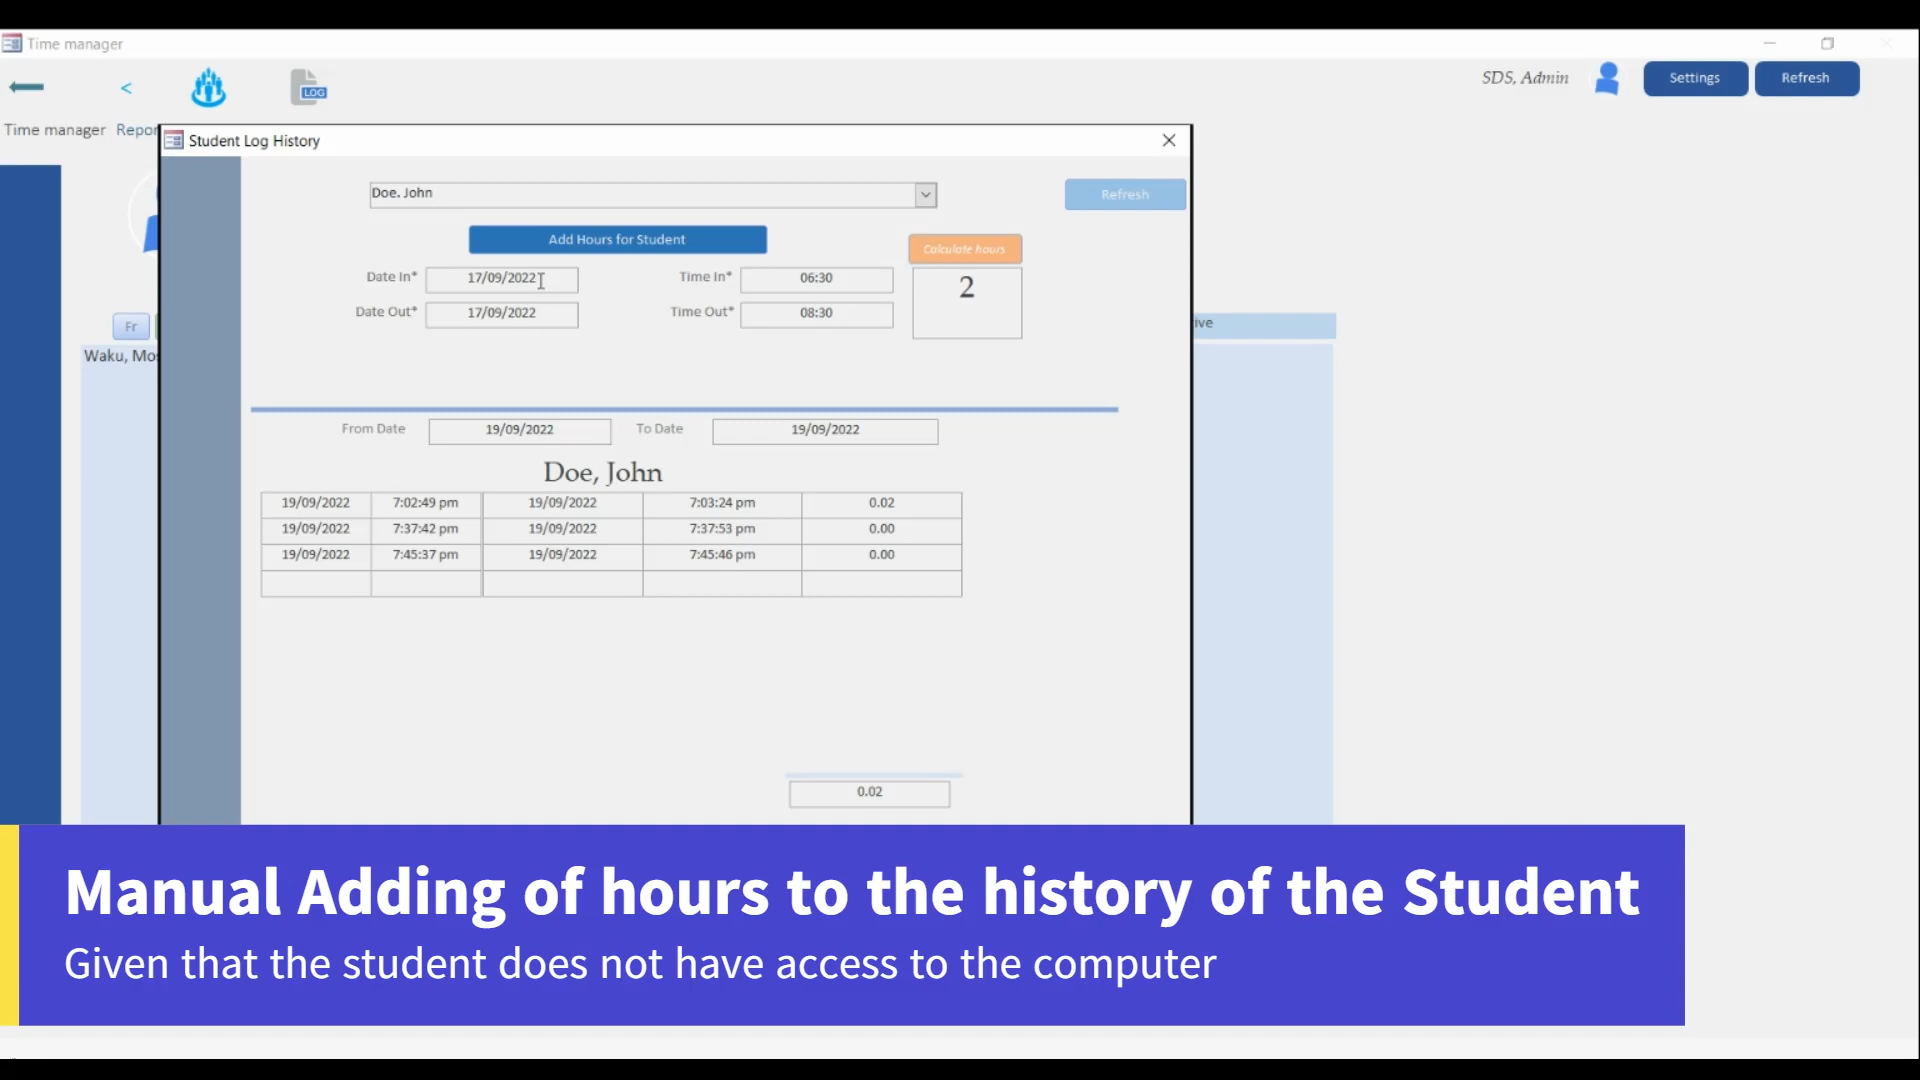 Time manager
<
LOG
SDS, Admin
Settings
Refresh
Time manager
Student Log History
Doe. John
Refresh
Add Hours for Student
Calculate hours
Date In* 17/09/2022 Time In* 06:30 2
Date Out* 17/09/2022 Time Out* 08:30
Fr
Waku,
From Date 19/09/2022 To Date 19/09/2022
Doe, John
19/09/2022 7:02:49 pm 19/09/2022 7:03:24 pm 0.02
19/09/2022 7:37:42 pm 19/09/2022 7:37:53 pm 0.00
19/09/2022 7:45:37 pm 19/09/2022 7:45:46 pm 0.00
0.02
Manual Adding of hours to the history of the Student
Given that the student does not have access to the computer